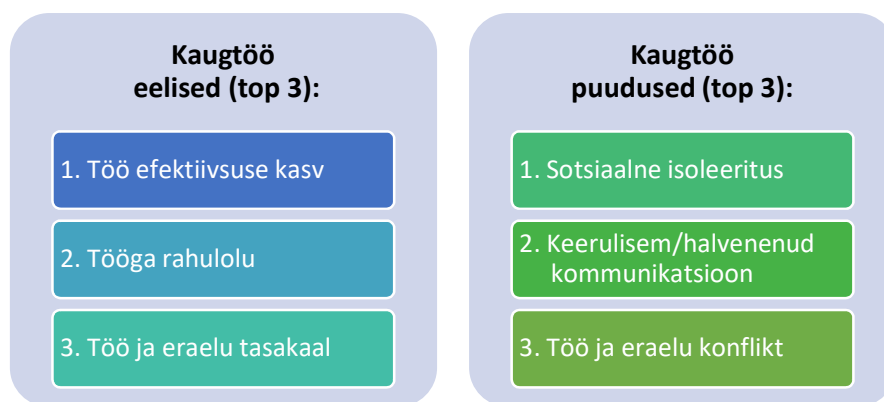 Kaugtöö
eelised (top 3):
1. Töö efektiivsuse kasv
2. Tööga rahulolu
3. Töö ja eraelu tasakaal
Kaugtöö
puudused (top 3):
1. Sotsiaalne isoleeritus
2. Keerulisem/halvenenud
kommunikatsioon
3. Töö ja eraelu konflikt